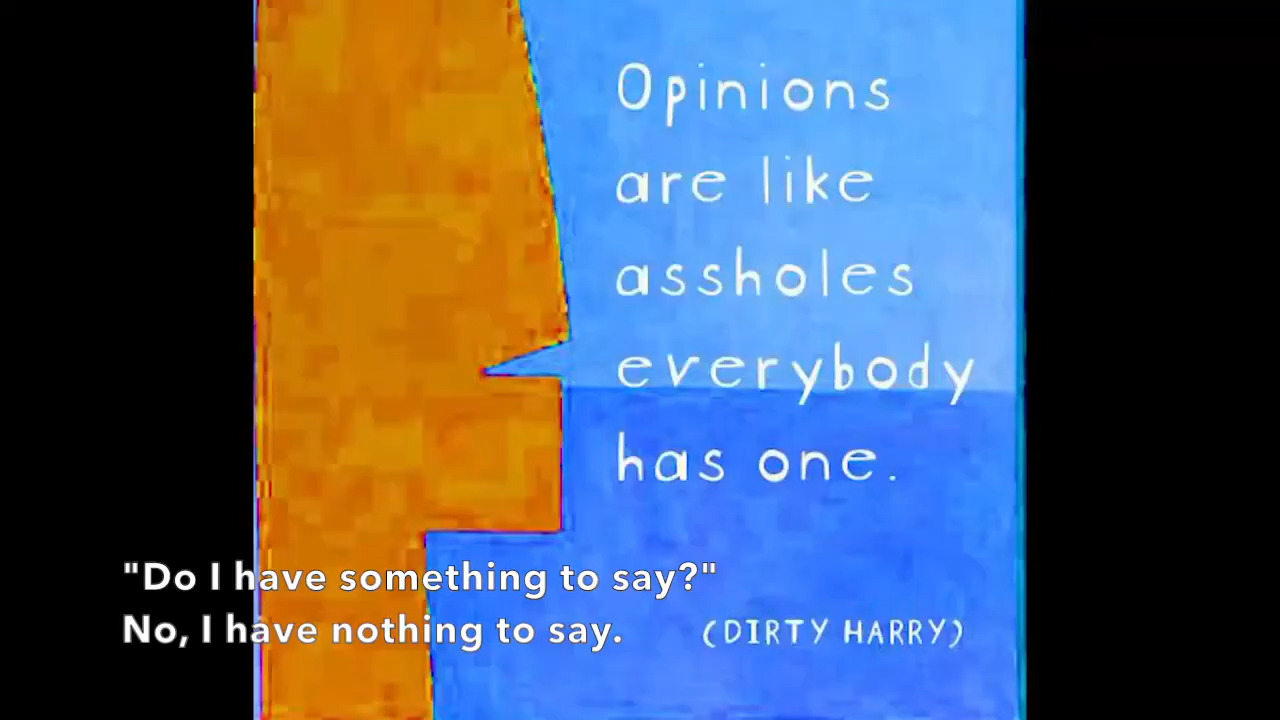 Opinions
are like
assholes
everybody
has one.
"Do I have something to say?"
No, I have nothing to say.
(DIRTY HARRY)